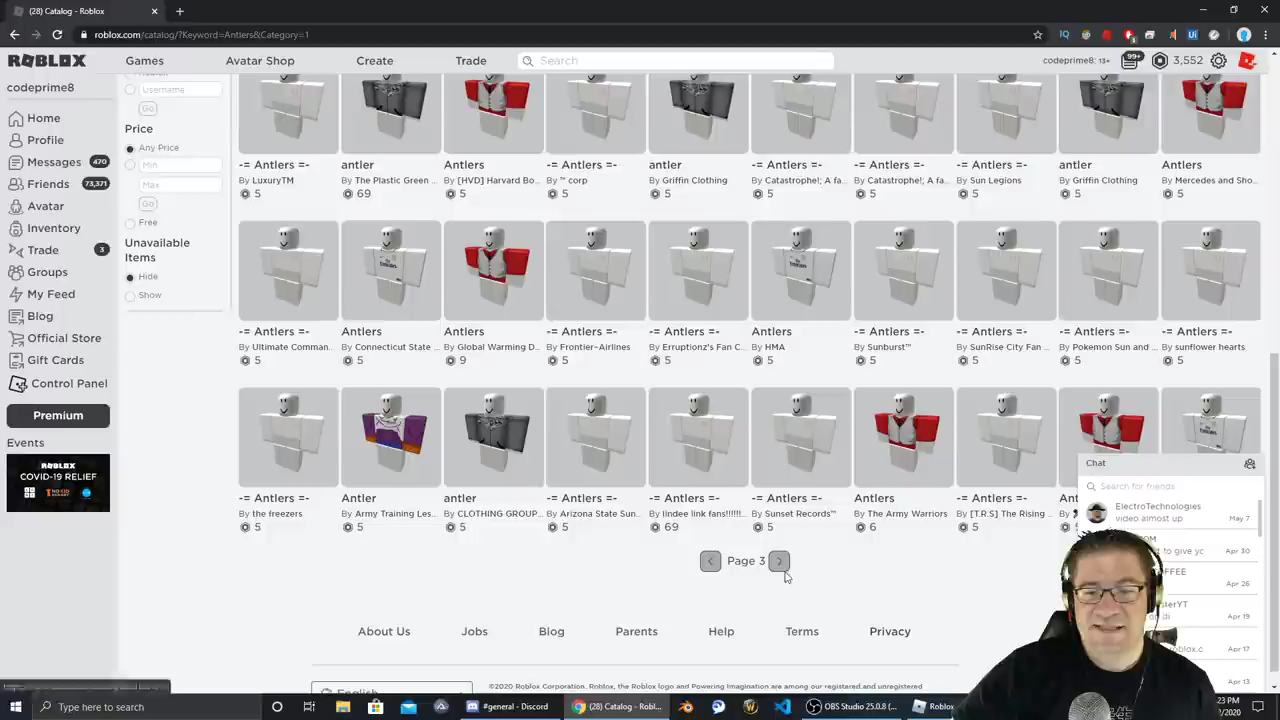 (28) Catalog - Roblox
roblox.com/catalog/?Keyword=Antlers&Category=1
ROBLOX
Games
Avatar Shop
Create
Trade
Search
codeprime8: 13+
99+
3,552
codeprime8
Home
Profile
Messages 470
Friends 73,371
Avatar
Inventory
Trade 3
Groups
My Feed
Blog
Official Store
Gift Cards
Control Panel
Premium
Events
ROBLOX
COVID-19 RELIEF
Username
Go
Price
Any Price
Min
Max
Go
Free
Unavailable
Items
Hide
Show
-= Antlers =- antler Antlers -= Antlers =- antler -= Antlers =- -= Antlers =- -= Antlers =- antler Antlers
By LuxuryTM By The Plastic Green ... By [HVD] Harvard Bo... By ™ corp By Griffin Clothing By Catastrophe!; A fa... By Catastrophe!; A fa... By Sun Legions By Griffin Clothing By Mercedes and Sho...
5 69 5 5 5 5 5 5 5 5
-= Antlers =- Antlers Antlers -= Antlers =- -= Antlers =- Antlers -= Antlers =- -= Antlers =- -= Antlers =- -= Antlers =-
By Ultimate Comman... By Connecticut State ... By Global Warming D... By Frontier-Airlines By Erruptionz's Fan C... By HMA By Sunburst™ By SunRise City Fan ... By Pokemon Sun and ... By sunflower hearts
5 5 9 5 5 5 5 5 5 5
-= Antlers =- Antler antler -= Antlers =- -= Antlers =- -= Antlers =- Antlers -= Antlers =-
By the freezers By Army Training Les... By CLOTHING GROUP... By Arizona State Sun... By lindee link fans!!!!!!... By Sunset Records™ By The Army Warriors By [T.R.S] The Rising ...
5 5 5 5 69 5 6 5
Page 3
Chat
Search for friends
ElectroTechnologies
video almost up May 7
Apr 30
Apr 26
Apr 19
Apr 17
Apr 13
About Us
Jobs
Blog
Parents
Help
Terms
Privacy
English
©2020 Roblox Corporation. Roblox, the Roblox logo and Powering Imagination are among our registered and unregistered
Type here to search
#general - Discord
(28) Catalog - Robl...
OBS Studio 25.0.8 (...
Roblox